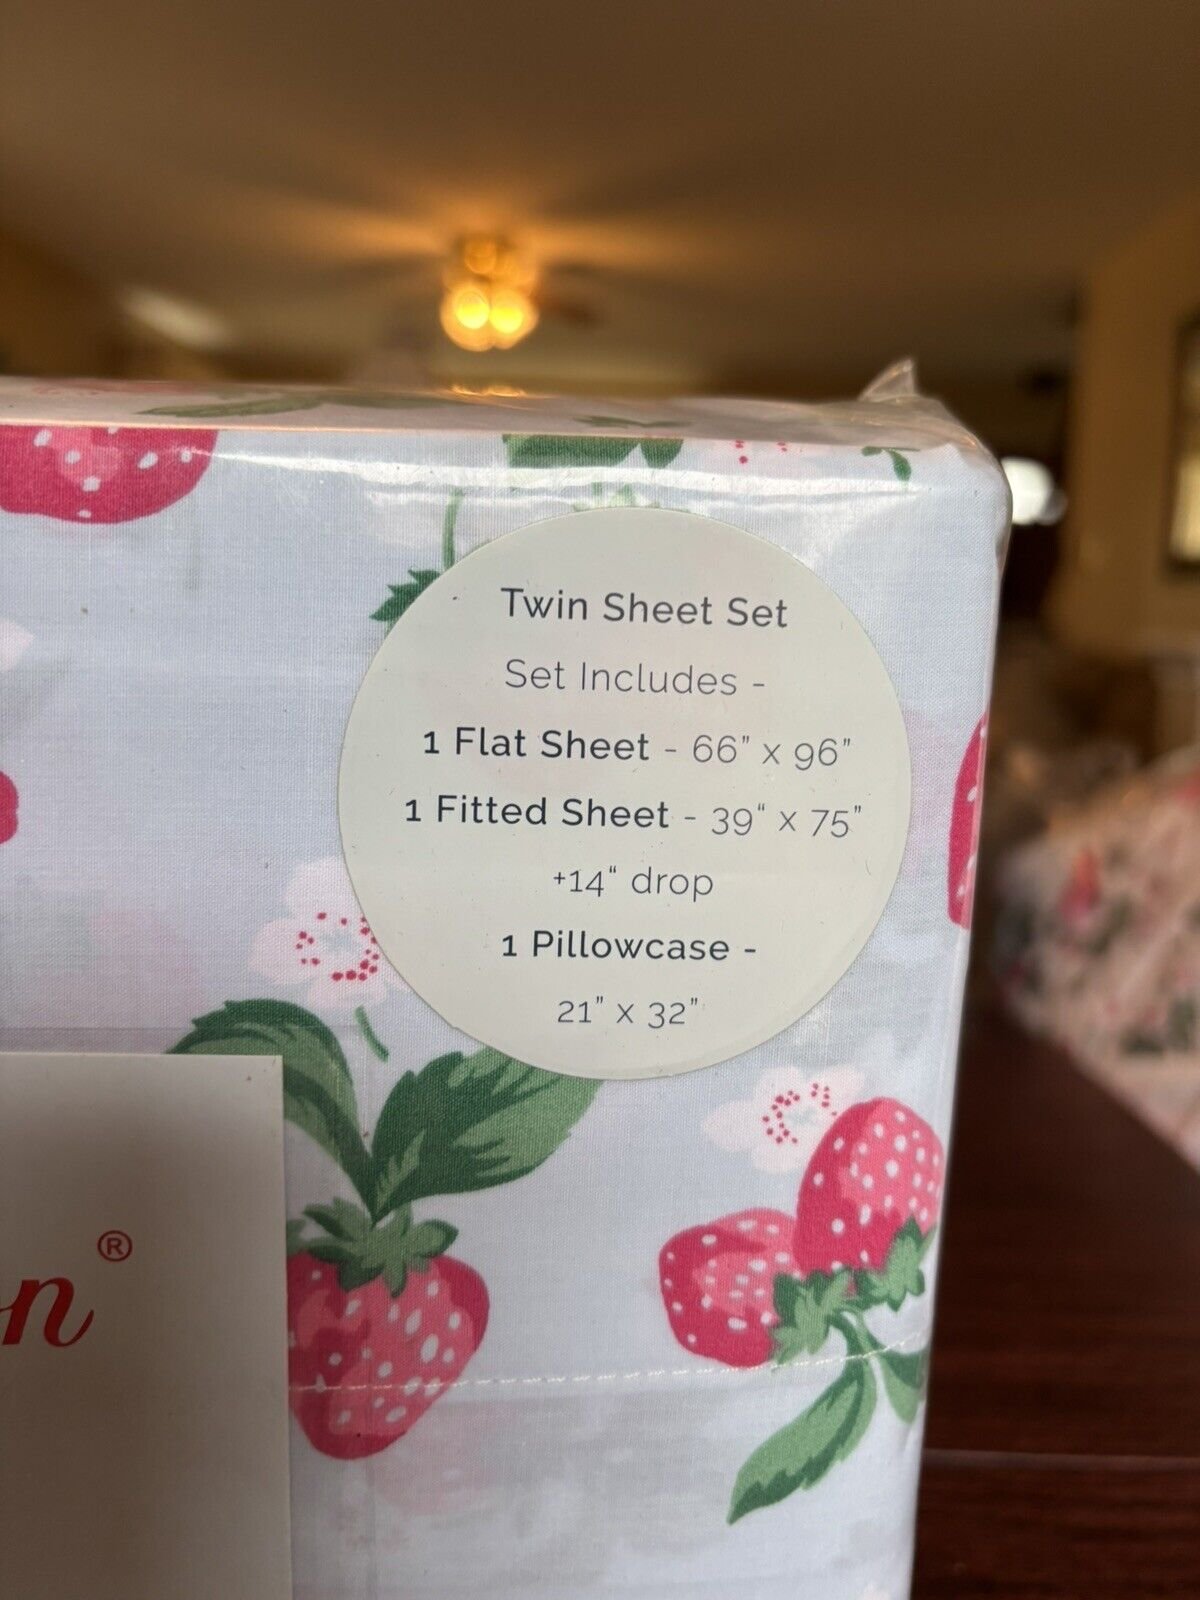 Twin Sheet Set
Set Includes -
1 Flat Sheet - 66” x 96”
1 Fitted Sheet - 39“ x 75”
+14“ drop
1 Pillowcase -
21” x 32”
®